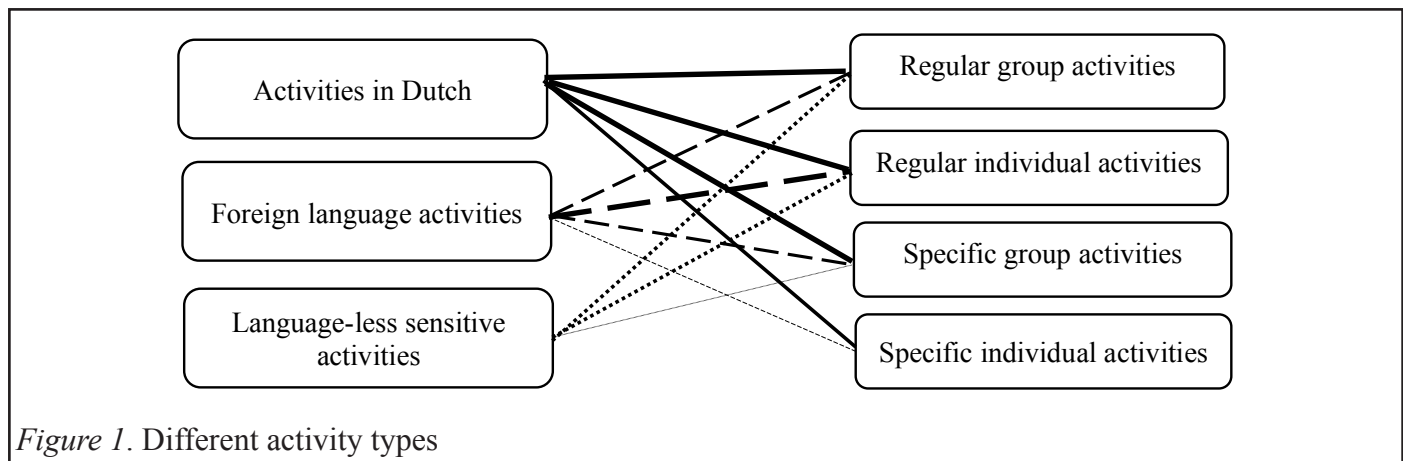 Activities in Dutch
Foreign language activities
Language-less sensitive
activities
Regular group activities
Regular individual activities
Specific group activities
Specific individual activities
Figure 1. Different activity types